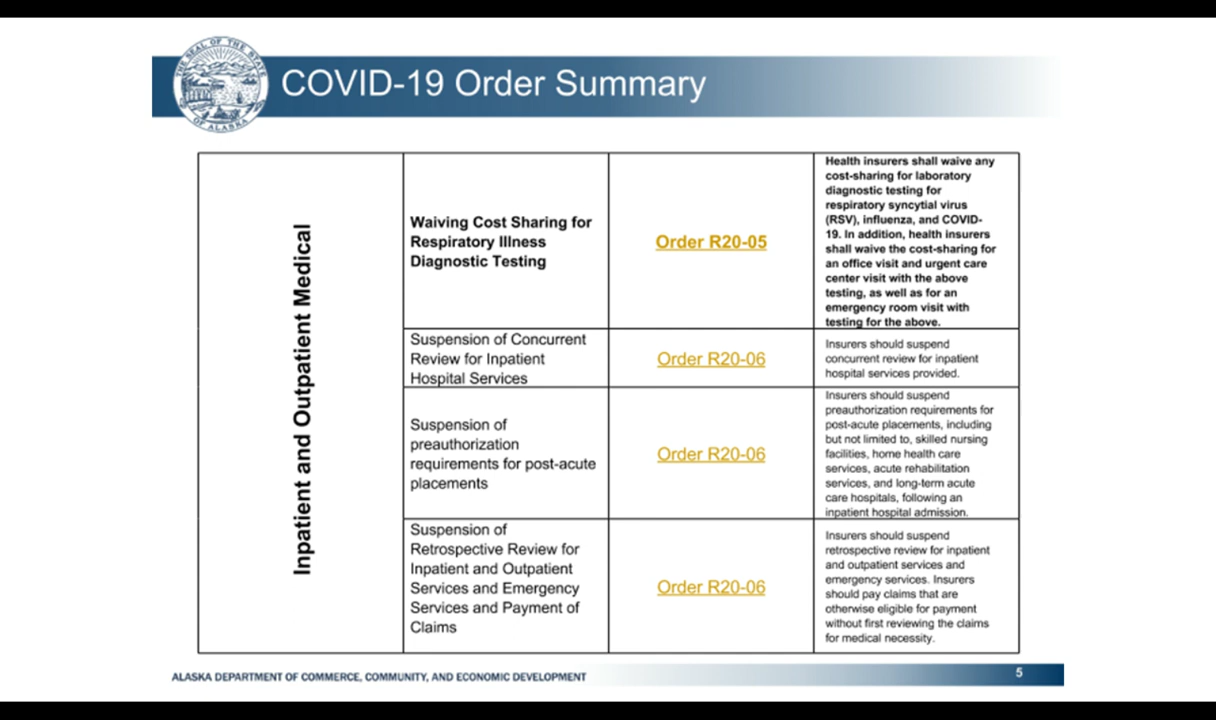 THE SEAL OF THE STATE OF ALASKA
COVID-19 Order Summary
Inpatient and Outpatient Medical
Waiving Cost Sharing for
Respiratory Illness
Diagnostic Testing
Order R20-05
Health insurers shall waive any
cost-sharing for laboratory
diagnostic testing for
respiratory syncytial virus
(RSV), influenza, and COVID-
19. In addition, health insurers
shall waive the cost-sharing for
an office visit and urgent care
center visit with the above
testing, as well as for an
emergency room visit with
testing for the above.
Suspension of Concurrent
Review for Inpatient
Hospital Services
Order R20-06
Insurers should suspend
concurrent review for inpatient
hospital services provided.
Suspension of
preauthorization
requirements for post-acute
placements
Order R20-06
Insurers should suspend
preauthorization requirements for
post-acute placements, including
but not limited to, skilled nursing
facilities, home health care
services, acute rehabilitation
services, and long-term acute
care hospitals, following an
inpatient hospital admission.
Suspension of
Retrospective Review for
Inpatient and Outpatient
Services and Emergency
Services and Payment of
Claims
Order R20-06
Insurers should suspend
retrospective review for inpatient
and outpatient services and
emergency services. Insurers
should pay claims that are
otherwise eligible for payment
without first reviewing the claims
for medical necessity.
ALASKA DEPARTMENT OF COMMERCE, COMMUNITY, AND ECONOMIC DEVELOPMENT
5